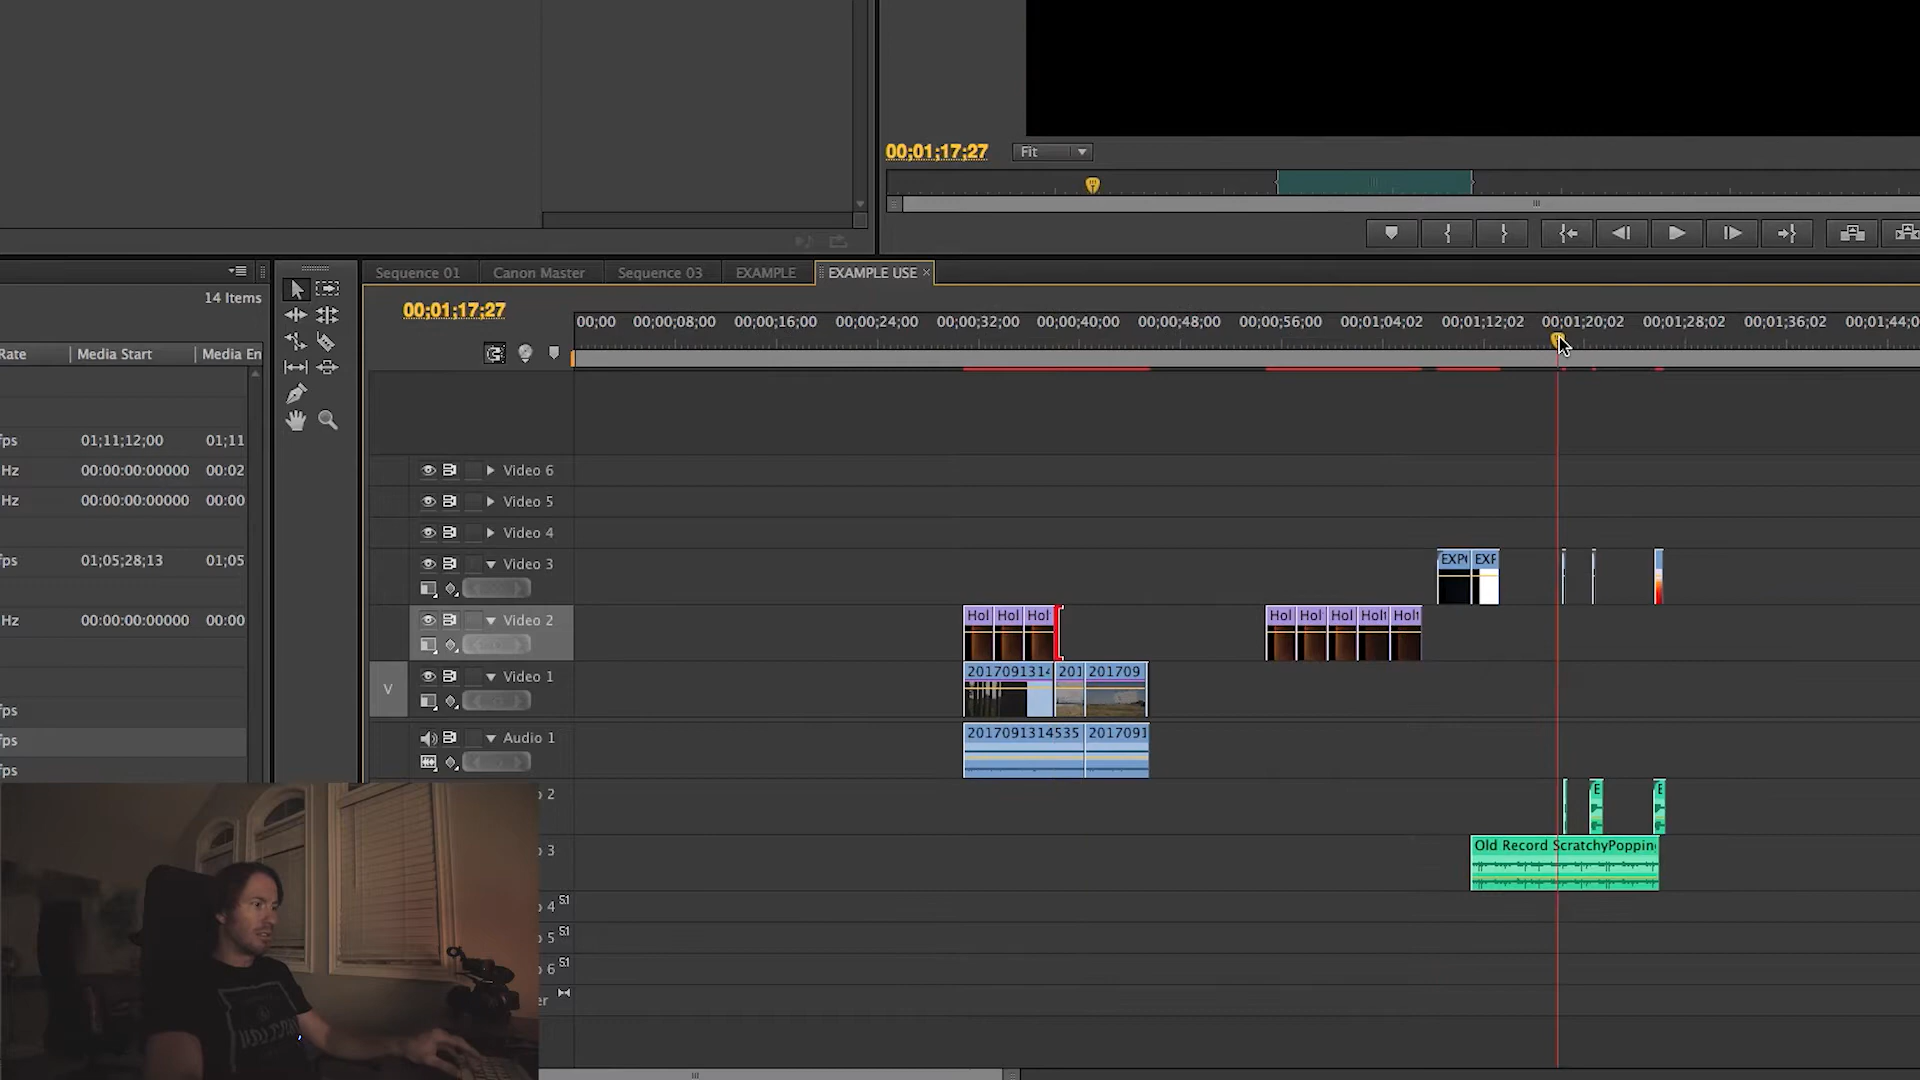 00;01;17;27
Fit
14 Items
Rate
Media Start
Media En
fps
01;11;12;00
01;11
Hz
00:00:00:00000
00:02
Hz
00:00:00:00000
00:00
fps
01;05;28;13
01;05
Hz
00:00:00:00000
00:00
fps
fps
fps
Sequence 01
Canon Master
Sequence 03
EXAMPLE
EXAMPLE USE
00;01;17;27
00;00
00;00;08;00
00;00;16;00
00;00;24;00
00;00;32;00
00;00;40;00
00;00;48;00
00;00;56;00
00;01;04;02
00;01;12;02
00;01;20;02
00;01;28;02
00;01;36;02
00;01;44;0
Video 6
Video 5
Video 4
Video 3
EXP
EXP
Video 2
Hol
Hol
Hol
Hol
Hol
Hol
Holt
Holt
V
Video 1
2017091314
201
201709
Audio 1
2017091314535
2017091
2
E
E
3
Old Record ScratchyPoppin
4
S1
5
S1
6
S1
er